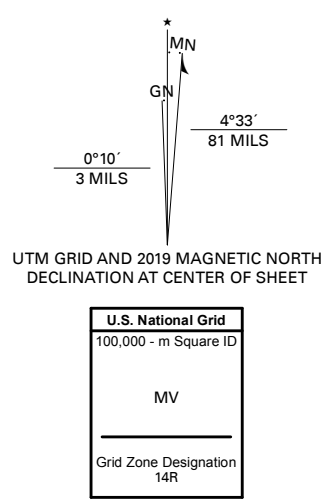 ★
MN
GN
4°33´
81 MILS
0°10´
3 MILS
UTM GRID AND 2019 MAGNETIC NORTH
DECLINATION AT CENTER OF SHEET
U.S. National Grid
100,000 - m Square ID
MV
Grid Zone Designation
14R